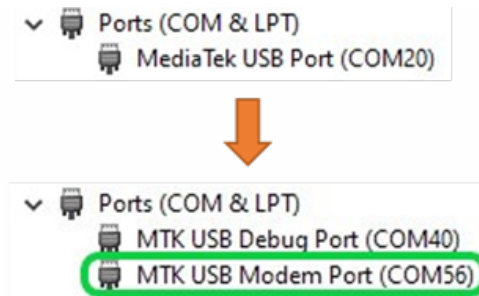 Ports (COM & LPT)
MediaTek USB Port (COM20)
Ports (COM & LPT)
MTK USB Debug Port (COM40)
MTK USB Modem Port (COM56)